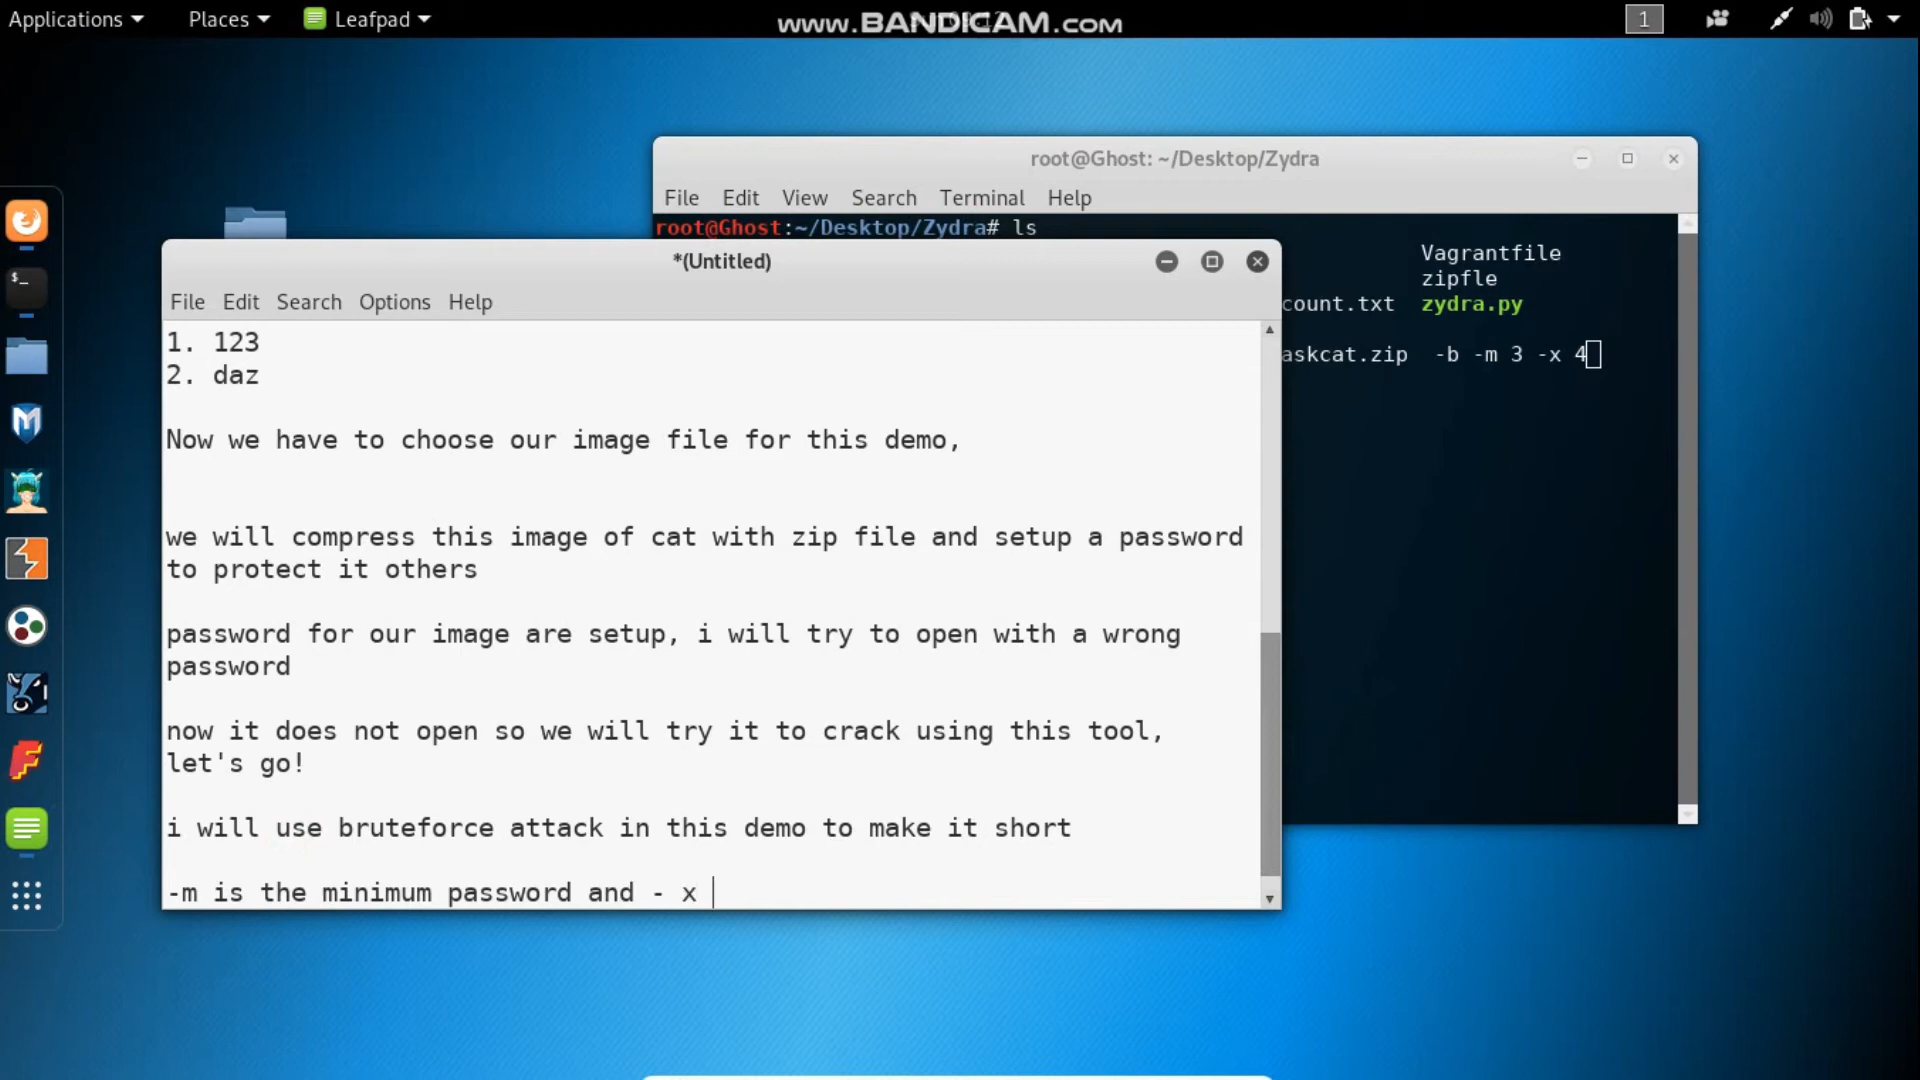 Applications
Places
Leafpad
www.BANDICAM.com
1
root@Ghost: ~/Desktop/Zydra
File Edit View Search Terminal Help
root@Ghost:~/Desktop/Zydra# ls
Vagrantfile
zipfle
count.txt zydra.py
askcat.zip -b -m 3 -x 4
*(Untitled)
File Edit Search Options Help
1. 123
2. daz
Now we have to choose our image file for this demo,
we will compress this image of cat with zip file and setup a password
to protect it others
password for our image are setup, i will try to open with a wrong
password
now it does not open so we will try it to crack using this tool,
let's go!
i will use bruteforce attack in this demo to make it short
-m is the minimum password and - x